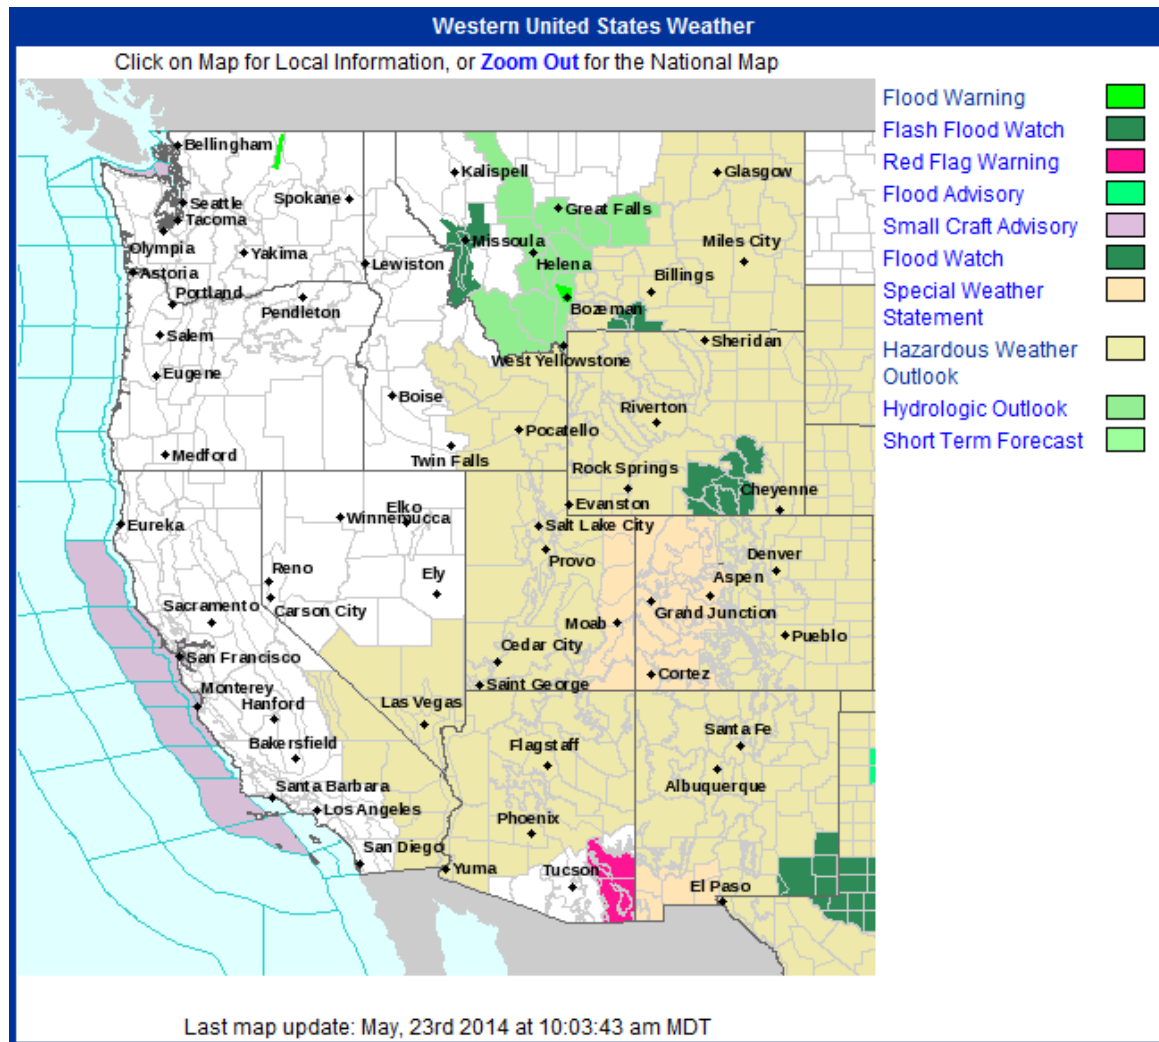 Western United States Weather
Click on Map for Local Information, or Zoom Out for the National Map
Flood Warning
Flash Flood Watch
Red Flag Warning
Flood Advisory
Small Craft Advisory
Flood Watch
Special Weather
Statement
Hazardous Weather
Outlook
Hydrologic Outlook
Short Term Forecast
Bellingham
Kalispell
Glasgow
Spokane
Seattle
Great Falls
Tacoma
Olympia
Missoula
Miles City
Yakima
Lewiston
Helena
Astoria
Billings
Portland
Pendleton
Bozeman
Salem
Sheridan
West Yellowstone
Eugene
Boise
Riverton
Pocatello
Medford
Twin Falls
Rock Springs
Cheyenne
Evanston
Elko
Winnemucca
Eureka
Salt Lake City
Denver
Provo
Reno
Ely
Aspen
Sacramento
Carson City
Grand Junction
Moab
Pueblo
Cedar City
San Francisco
Cortez
Saint George
Monterey
Hanford
Las Vegas
Santa Fe
Bakersfield
Flagstaff
Albuquerque
Santa Barbara
Los Angeles
Phoenix
San Diego
Yuma
Tucson
El Paso
Last map update: May, 23rd 2014 at 10:03:43 am MDT